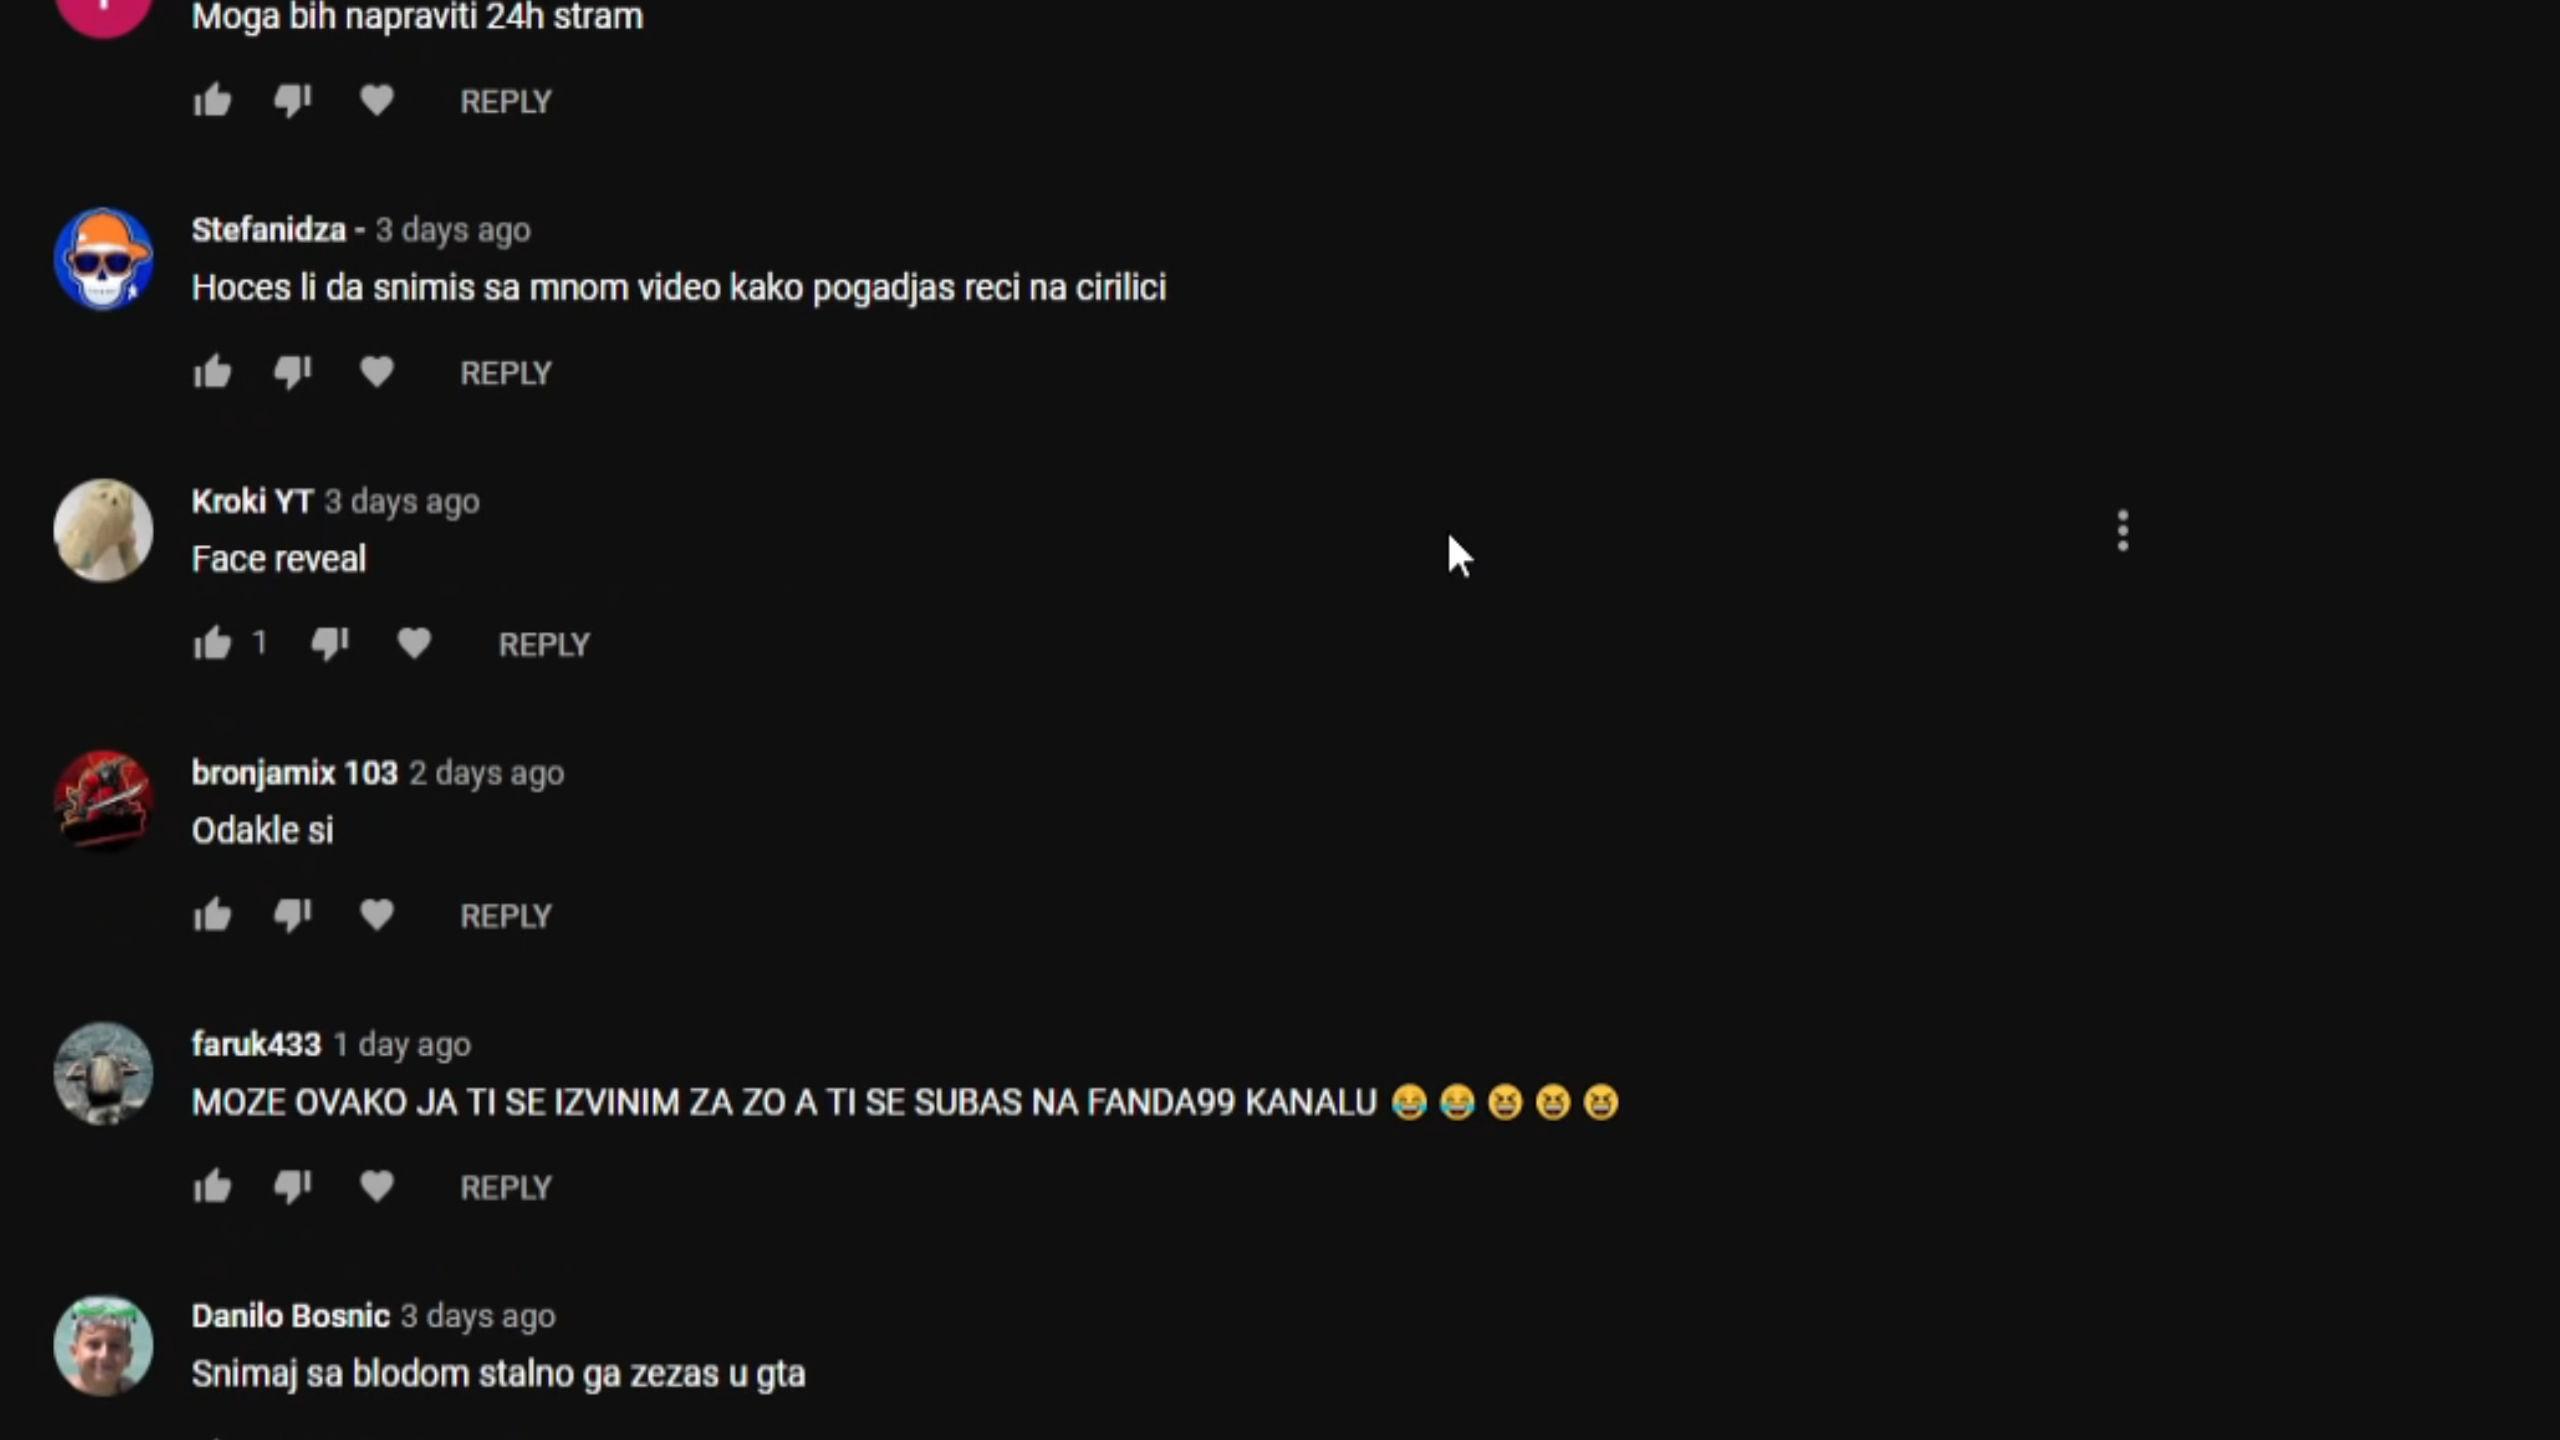 Moga bih napraviti 24h stram
REPLY
Stefanidza - 3 days ago
Hoces li da snimis sa mnom video kako pogadjas reci na cirilici
REPLY
Kroki YT 3 days ago
Face reveal
1 REPLY
bronjamix 103 2 days ago
Odakle si
REPLY
faruk433 1 day ago
MOZE OVAKO JA TI SE IZVINIM ZA ZO A TI SE SUBAS NA FANDA99 KANALU 😂😂😆😆😆
REPLY
Danilo Bosnic 3 days ago
Snimaj sa blodom stalno ga zezas u gta